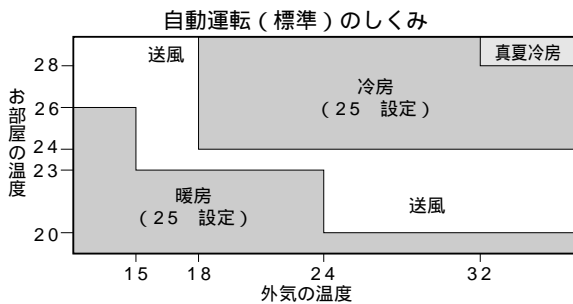 自動運転（標準）のしくみ
送風
真夏冷房
冷房
（25　設定）
お部屋の温度
28
26
24
23
20
暖房
（25　設定）
送風
15
18
24
32
外気の温度